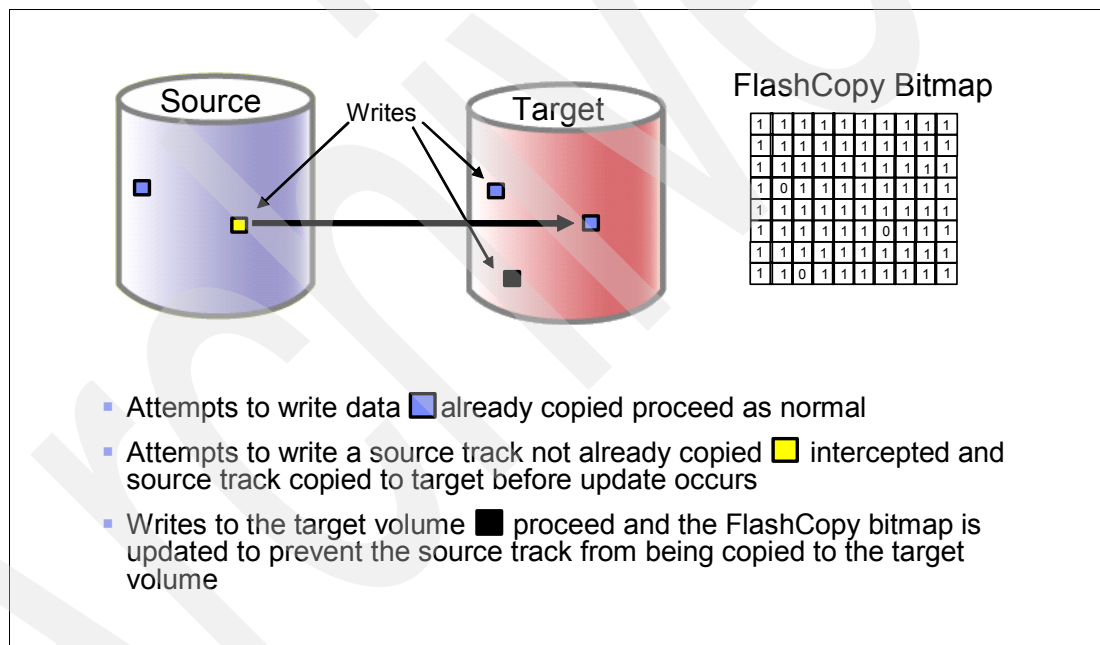 Source
Writes
Target
FlashCopy Bitmap
1 1 1 1 1 1 1 1 1 1
1 1 1 1 1 1 1 1 1 1
1 1 1 1 1 1 1 1 1 1
1 0 1 1 1 1 1 1 1 1
1 1 1 1 1 1 1 1 1 1
1 1 1 1 1 1 0 1 1 1
1 1 1 1 1 1 1 1 1 1
1 1 0 1 1 1 1 1 1 1
Attempts to write data already copied proceed as normal
Attempts to write a source track not already copied intercepted and
source track copied to target before update occurs
Writes to the target volume proceed and the FlashCopy bitmap is
updated to prevent the source track from being copied to the target
volume